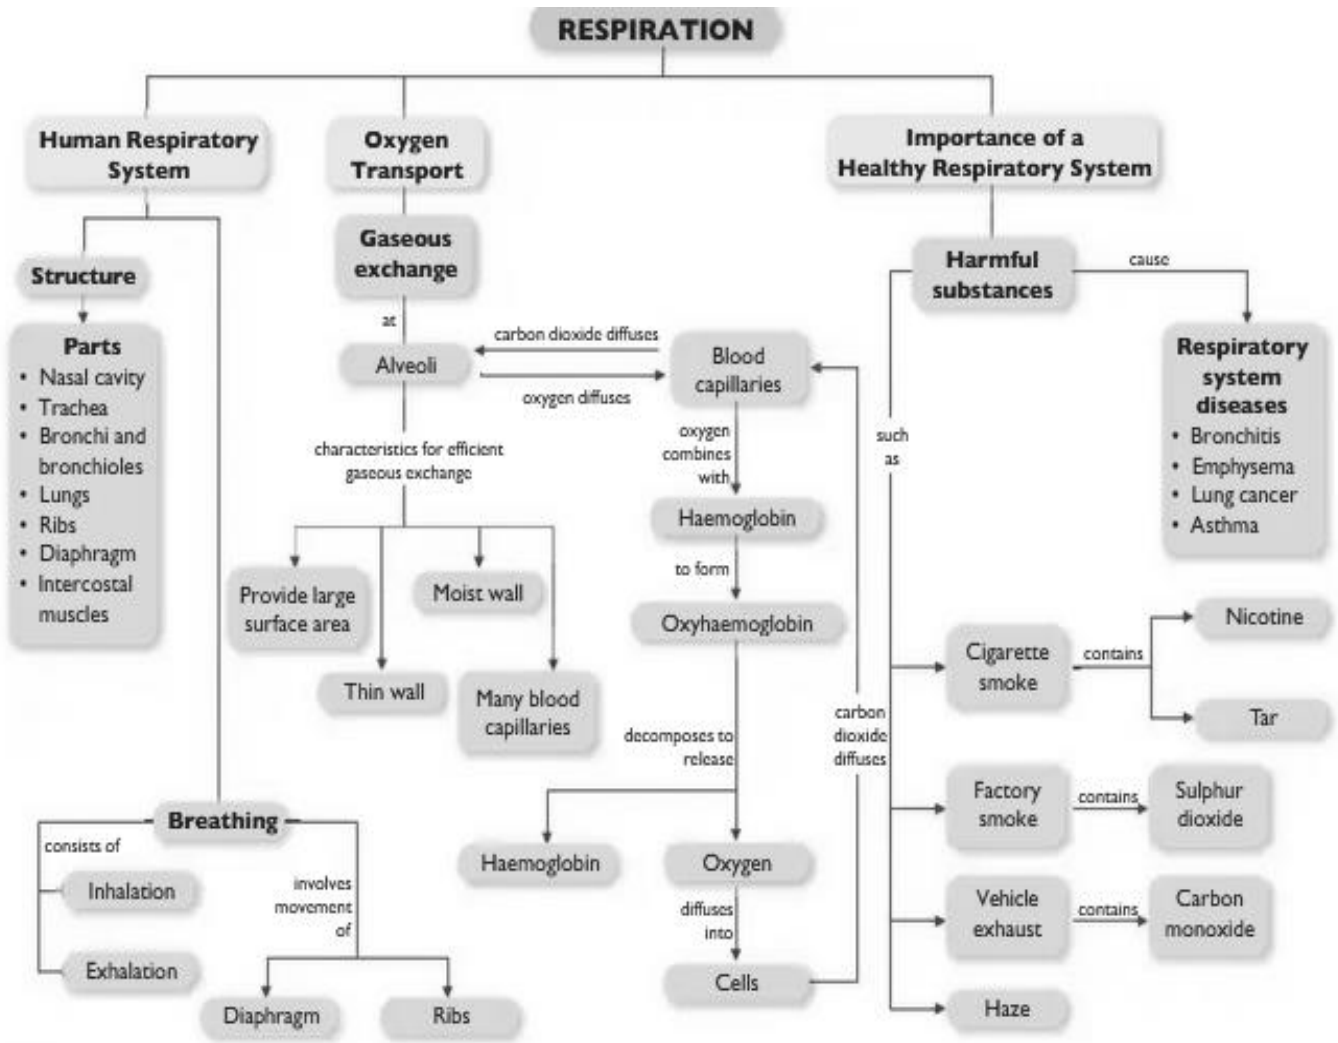 RESPIRATION
Human Respiratory
System
Structure
Parts
• Nasal cavity
• Trachea
• Bronchi and
bronchioles
• Lungs
• Ribs
• Diaphragm
• Intercostal
muscles
Breathing
consists of
Inhalation
Exhalation
involves
movement
of
Diaphragm
Ribs
Oxygen
Transport
Gaseous
exchange
at
Alveoli
carbon dioxide diffuses
oxygen diffuses
characteristics for efficient
gaseous exchange
Provide large
surface area
Thin wall
Moist wall
Many blood
capillaries
Blood
capillaries
oxygen
combines
with
Haemoglobin
to form
Oxyhaemoglobin
decomposes to
release
Haemoglobin
Oxygen
diffuses
into
Cells
carbon
dioxide
diffuses
Importance of a
Healthy Respiratory System
Harmful
substances
cause
Respiratory
system
diseases
• Bronchitis
• Emphysema
• Lung cancer
• Asthma
such
as
Cigarette
smoke
contains
Nicotine
Tar
Factory
smoke
contains
Sulphur
dioxide
Vehicle
exhaust
contains
Carbon
monoxide
Haze